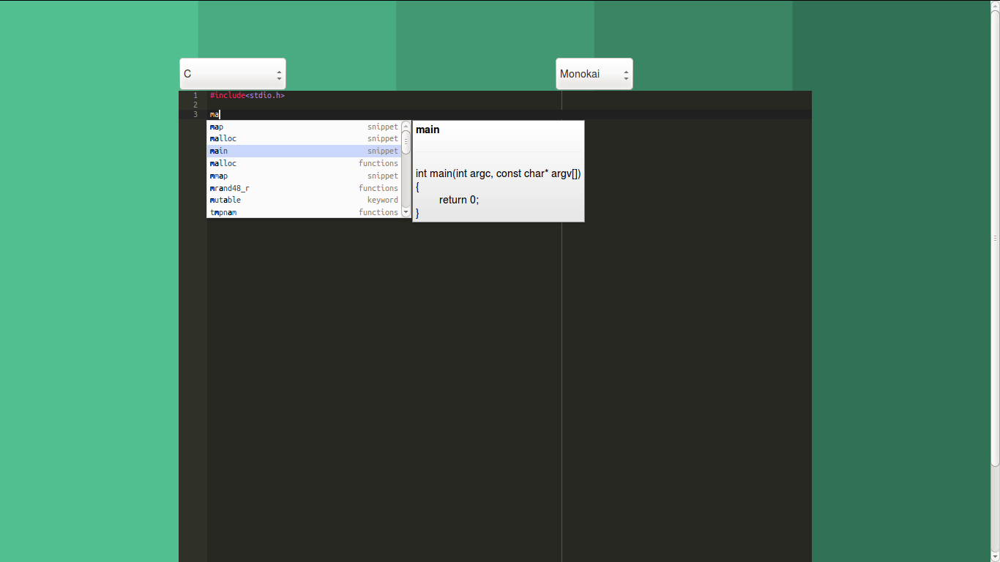 C
Monokai
1 #include<stdio.h>
2
3 ma
map snippet
malloc snippet
main snippet
malloc functions
mmap snippet
mrand48_r functions
mutable keyword
tmpnam functions
main
int main(int argc, const char* argv[])
{
return 0;
}